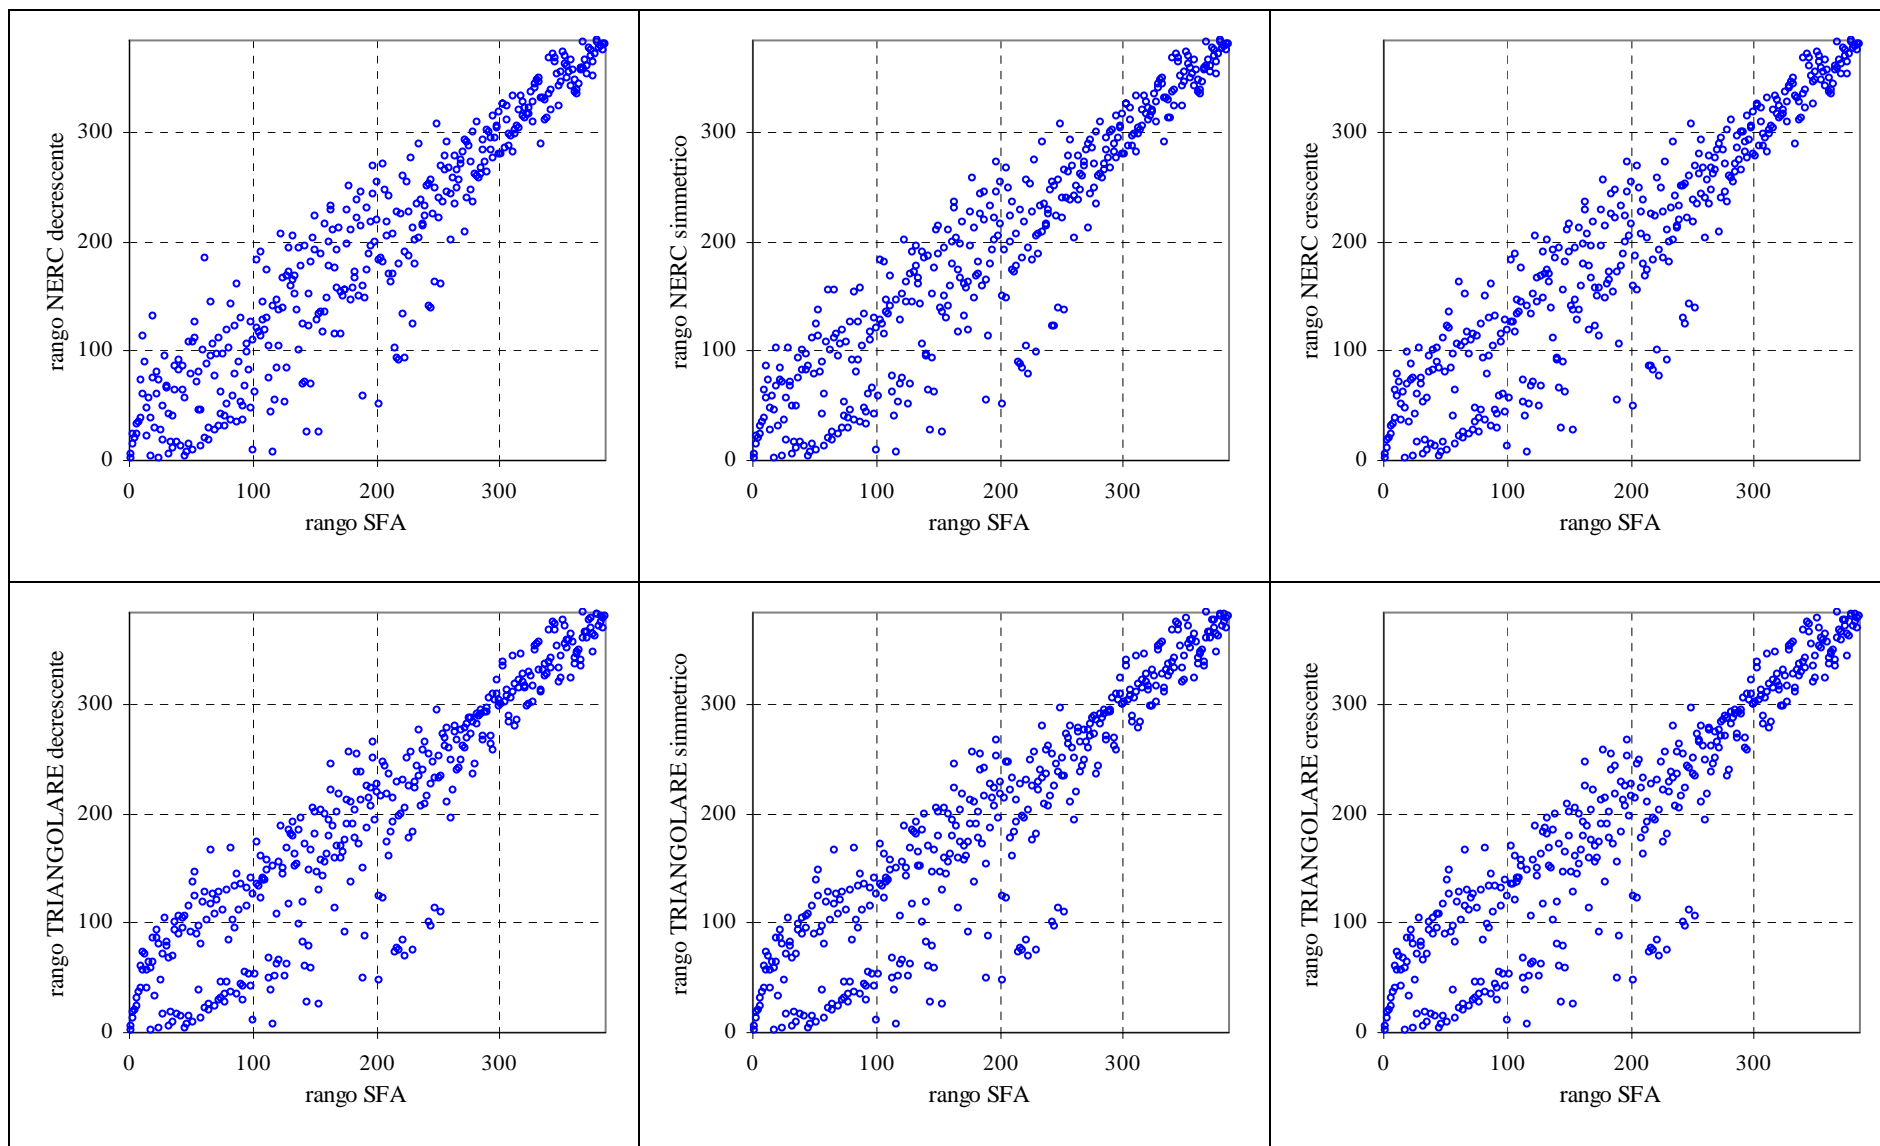 rango NERC decrescente
300
200
100
0
0 100 200 300
rango SFA
rango NERC simmetrico
300
200
100
0
0 100 200 300
rango SFA
rango NERC crescente
300
200
100
0
0 100 200 300
rango SFA
rango TRIANGOLARE decrescente
300
200
100
0
0 100 200 300
rango SFA
rango TRIANGOLARE simmetrico
300
200
100
0
0 100 200 300
rango SFA
rango TRIANGOLARE crescente
300
200
100
0
0 100 200 300
rango SFA